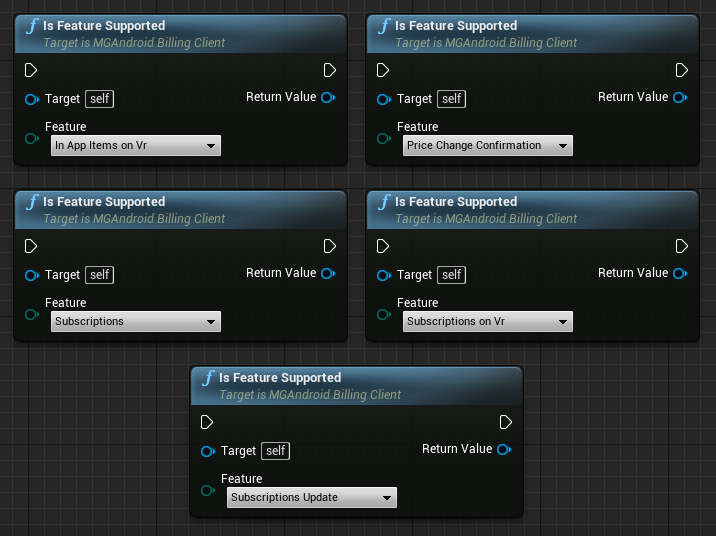 Is Feature Supported
Target is MGAndroid Billing Client
Target self
Return Value
Feature
In App Items on Vr
Is Feature Supported
Target is MGAndroid Billing Client
Target self
Return Value
Feature
Price Change Confirmation
Is Feature Supported
Target is MGAndroid Billing Client
Target self
Return Value
Feature
Subscriptions
Is Feature Supported
Target is MGAndroid Billing Client
Target self
Return Value
Feature
Subscriptions on Vr
Is Feature Supported
Target is MGAndroid Billing Client
Target self
Return Value
Feature
Subscriptions Update